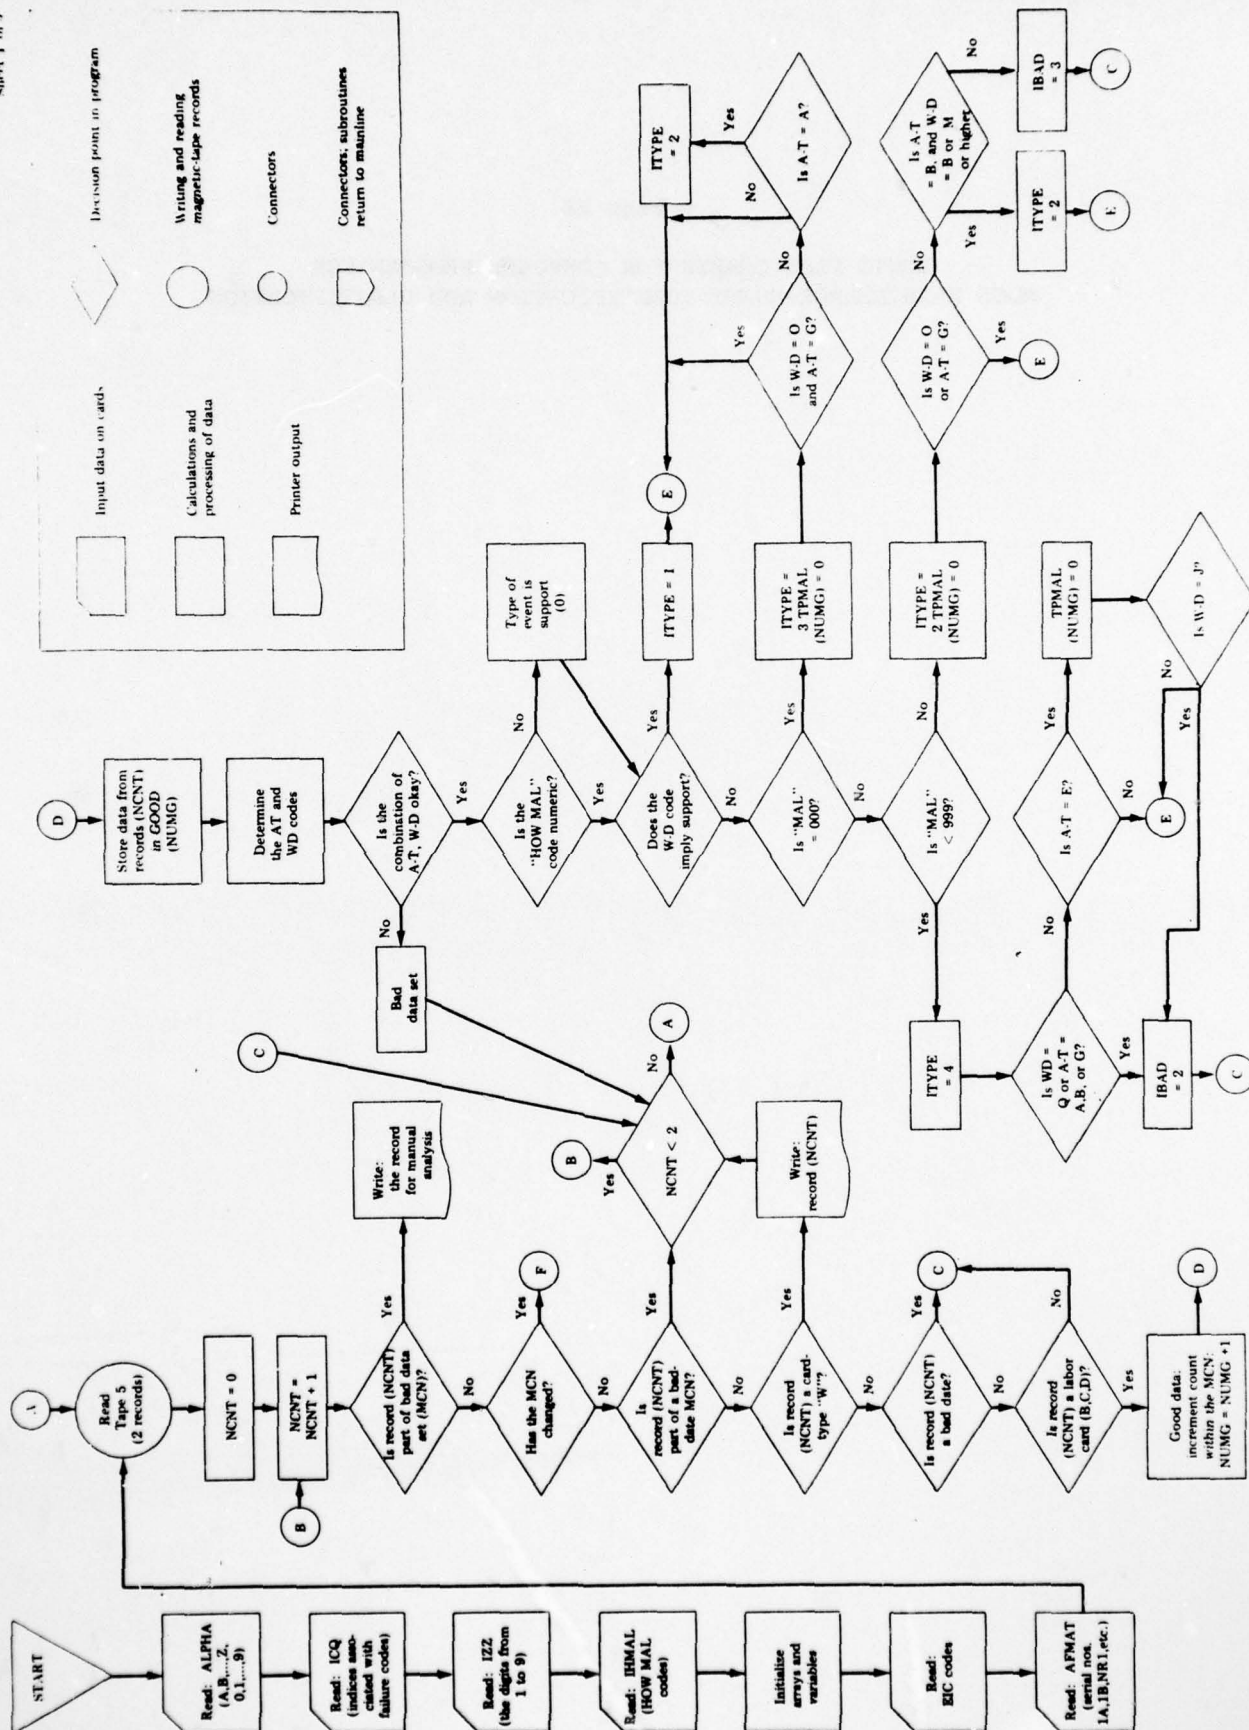 START
Read: ALPHA
(A,B,...,Z,
0,1,...,9)
Read: ICQ
(indices asso-
ciated with
failure codes)
Read: IZZ
(the digits from
1 to 9)
Read: IHMAL
(HOW MAL
codes)
Initialize
arrays and
variables
Read:
EIC codes
Read: AFMAT
(serial nos.
1A,1B,NR1,etc.)
A
Read
Tape 5
(2 records)
NCNT = 0
B
NCNT =
NCNT + 1
Is record (NCNT)
part of bad data
set (MCN)?
Yes
Write:
the record
for manual
analysis
No
Has the MCN
changed?
Yes
F
No
Is
record (NCNT)
part of a bad-
date MCN?
Yes
No
Is record
(NCNT) a card-
type "W"?
Yes
Write:
record (NCNT)
No
Is record (NCNT)
a bad date?
Yes
C
No
Is record
(NCNT) a labor
card (B,C,D)?
No
Yes
Good data:
increment count
within the MCN:
NUMG = NUMG +1
D
C
B
Yes
NCNT < 2
No
A
D
Store data from
records (NCNT)
in GOOD
(NUMG)
Determine
the AT and
WD codes
Is the
combination of
A-T, W-D okay?
No
Bad
data set
Yes
Is the
"HOW MAL"
code numeric?
No
Type of
event is
support
(0)
Yes
Does the
W-D code
imply support?
Yes
ITYPE = 1
E
No
Is "MAL"
= 000?
Yes
ITYPE =
3 TPMAL
(NUMG) = 0
Is W-D = O
and A-T = G?
Yes
No
Is A-T = A?
No
Yes
ITYPE
= 2
No
Is "MAL"
< 999?
No
ITYPE =
2 TPMAL
(NUMG) = 0
Is W-D = O
or A-T = G?
Yes
E
No
Is A-T
= B, and W-D
= B or M
or higher
Yes
ITYPE
= 2
E
No
IBAD
= 3
C
Yes
ITYPE
= 4
Is WD =
Q or A-T =
A,B, or G?
No
Yes
IBAD
= 2
C
Is A-T = E?
Yes
TPMAL
(NUMG) = 0
No
E
Is W-D = J"
No
Yes
Input data on cards
Calculations and
processing of data
Printer output
Decision point in program
Writing and reading
magnetic-tape records
Connectors
Connectors; subroutines
return to mainline